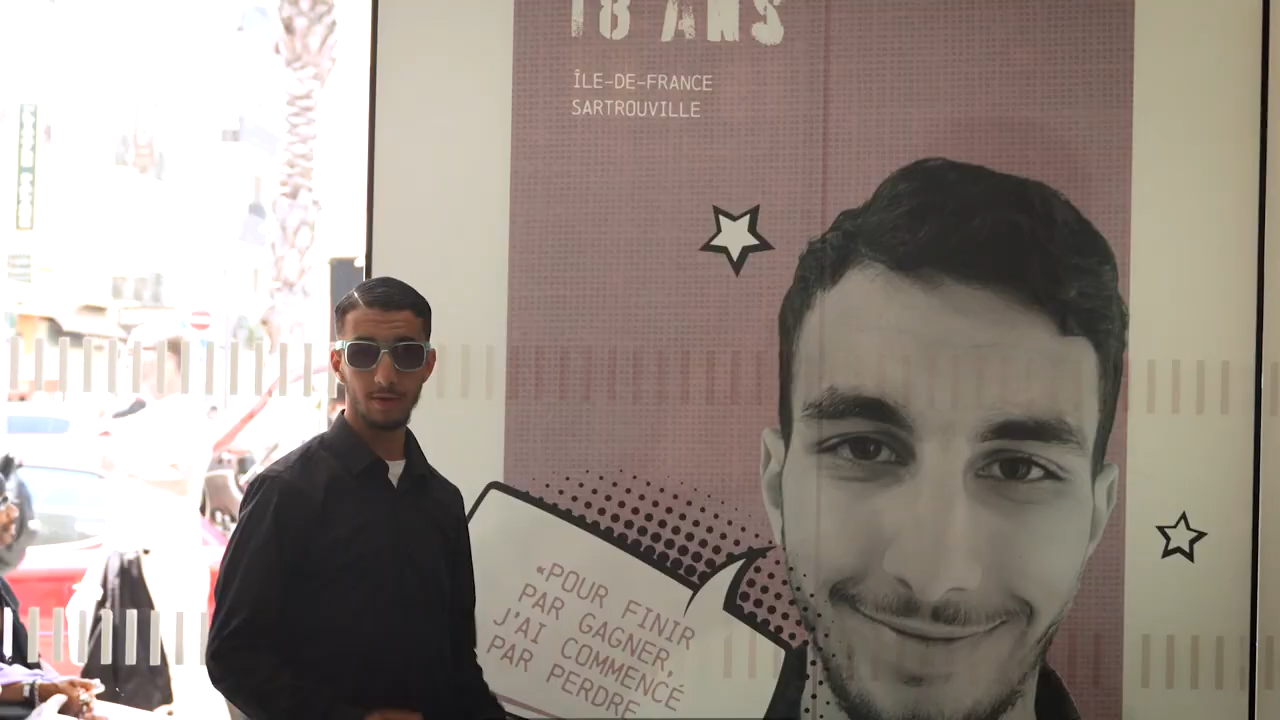 18 ANS
ÎLE-DE-FRANCE
SARTROUVILLE
«POUR FINIR
PAR GAGNER,
J'AI COMMENCÉ
PAR PERDRE